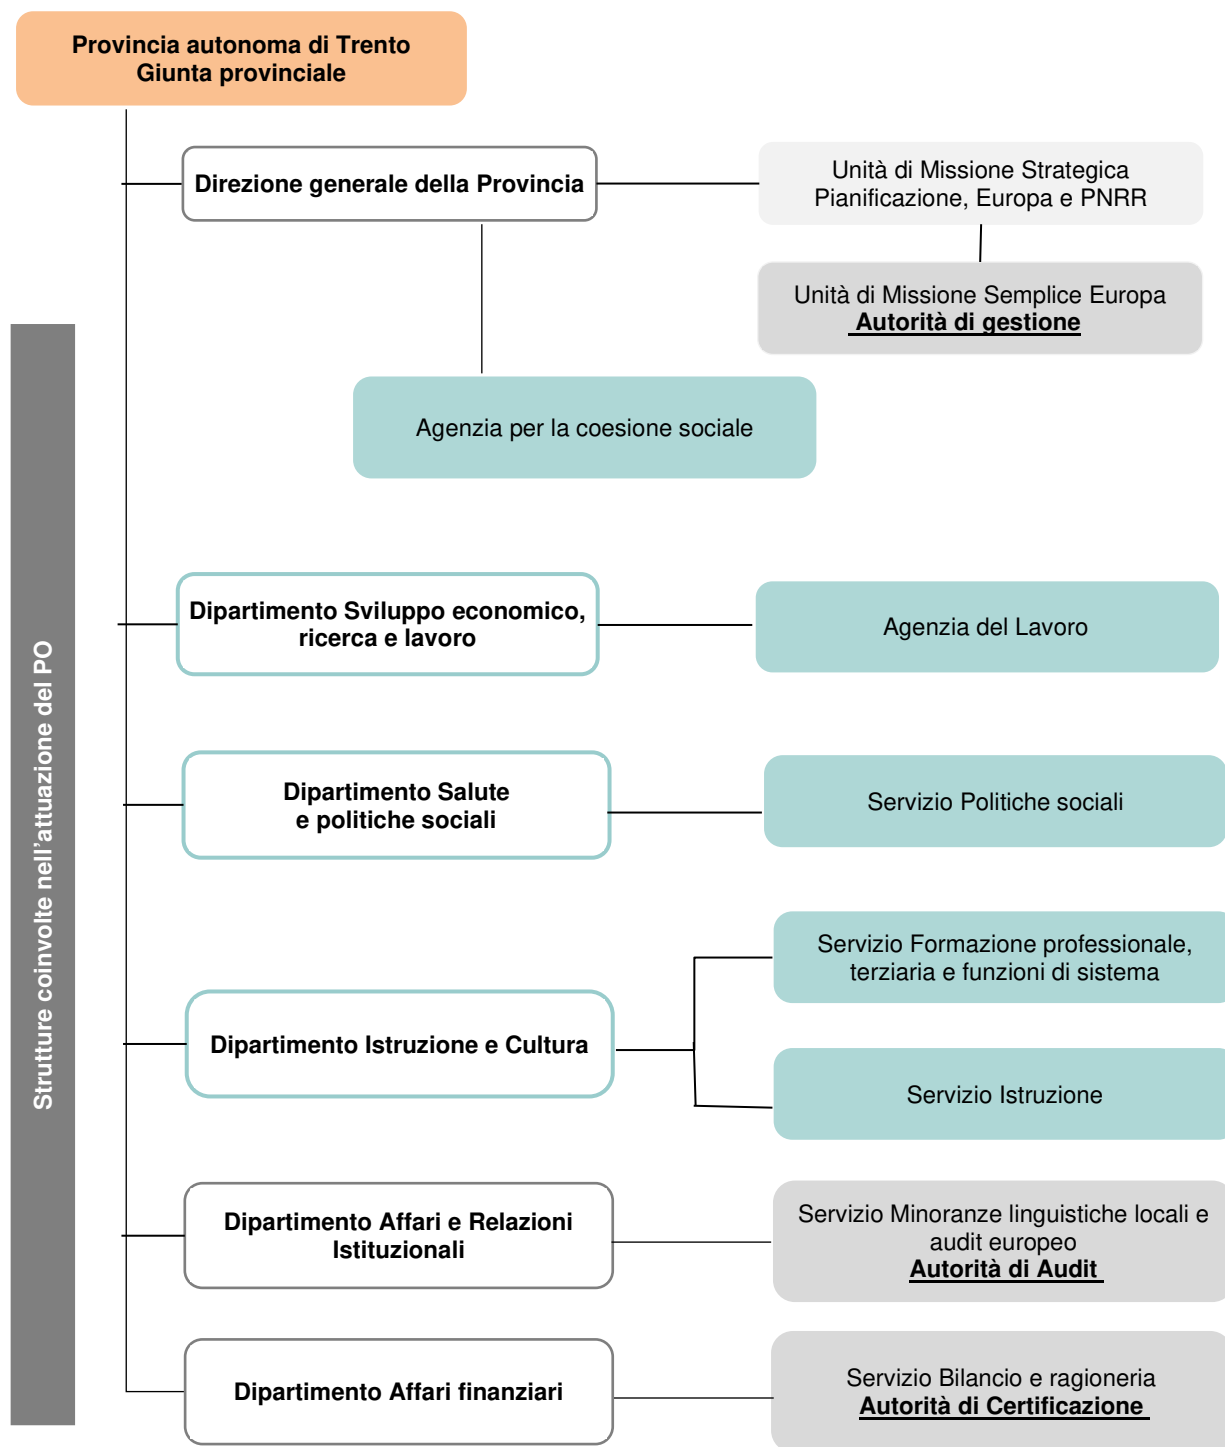 Provincia autonoma di Trento
Giunta provinciale
Direzione generale della Provincia
Unità di Missione Strategica
Pianificazione, Europa e PNRR
Unità di Missione Semplice Europa
Autorità di gestione
Agenzia per la coesione sociale
Strutture coinvolte nell'attuazione del PO
Dipartimento Sviluppo economico,
ricerca e lavoro
Agenzia del Lavoro
Dipartimento Salute
e politiche sociali
Servizio Politiche sociali
Dipartimento Istruzione e Cultura
Servizio Formazione professionale,
terziaria e funzioni di sistema
Servizio Istruzione
Dipartimento Affari e Relazioni
Istituzionali
Servizio Minoranze linguistiche locali e
audit europeo
Autorità di Audit
Dipartimento Affari finanziari
Servizio Bilancio e ragioneria
Autorità di Certificazione